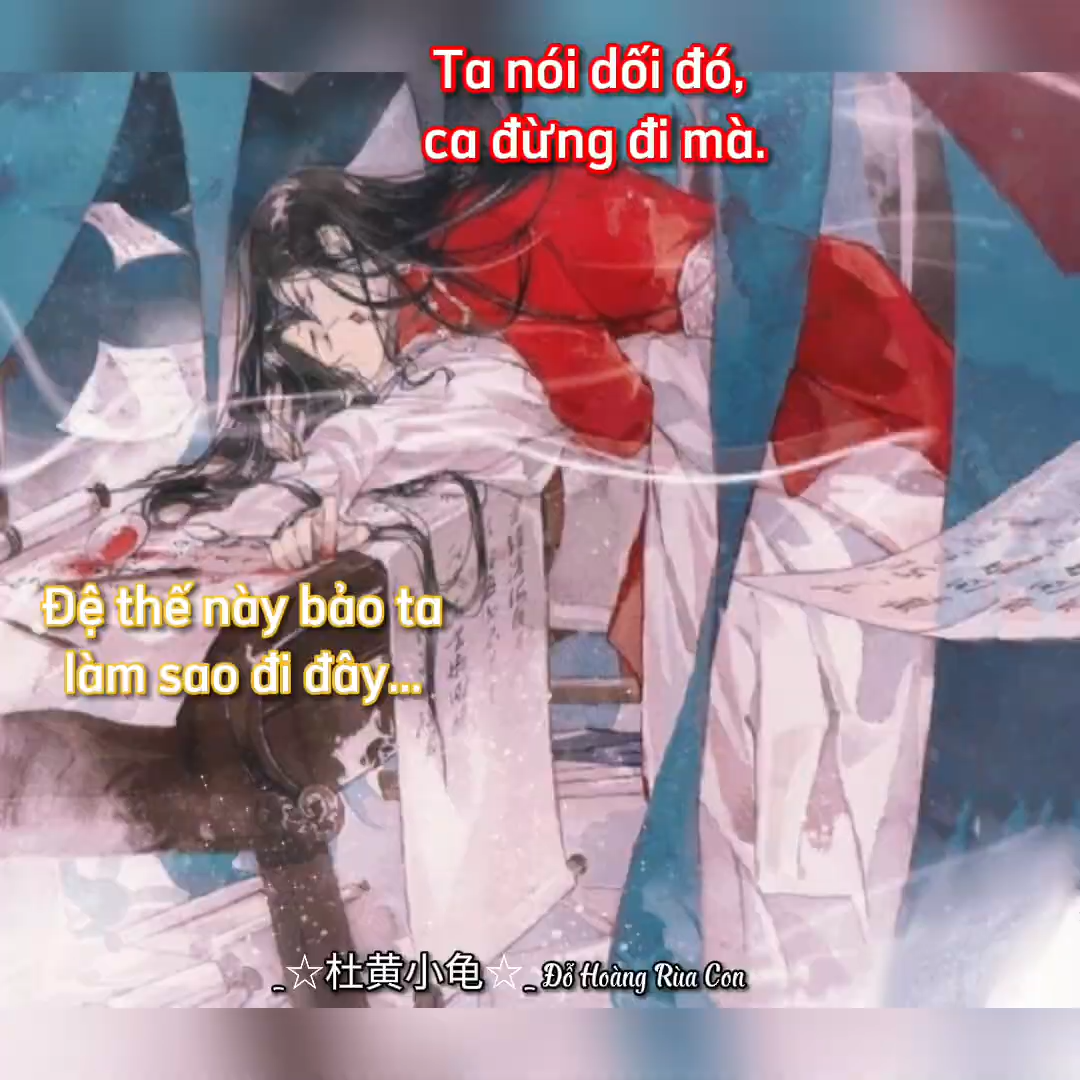 Ta nói dối đó,
ca đừng đi mà.
Đệ thế này bảo ta
làm sao đi đây...
_☆杜黄小龟☆_ Đỗ Hoàng Rùa Con